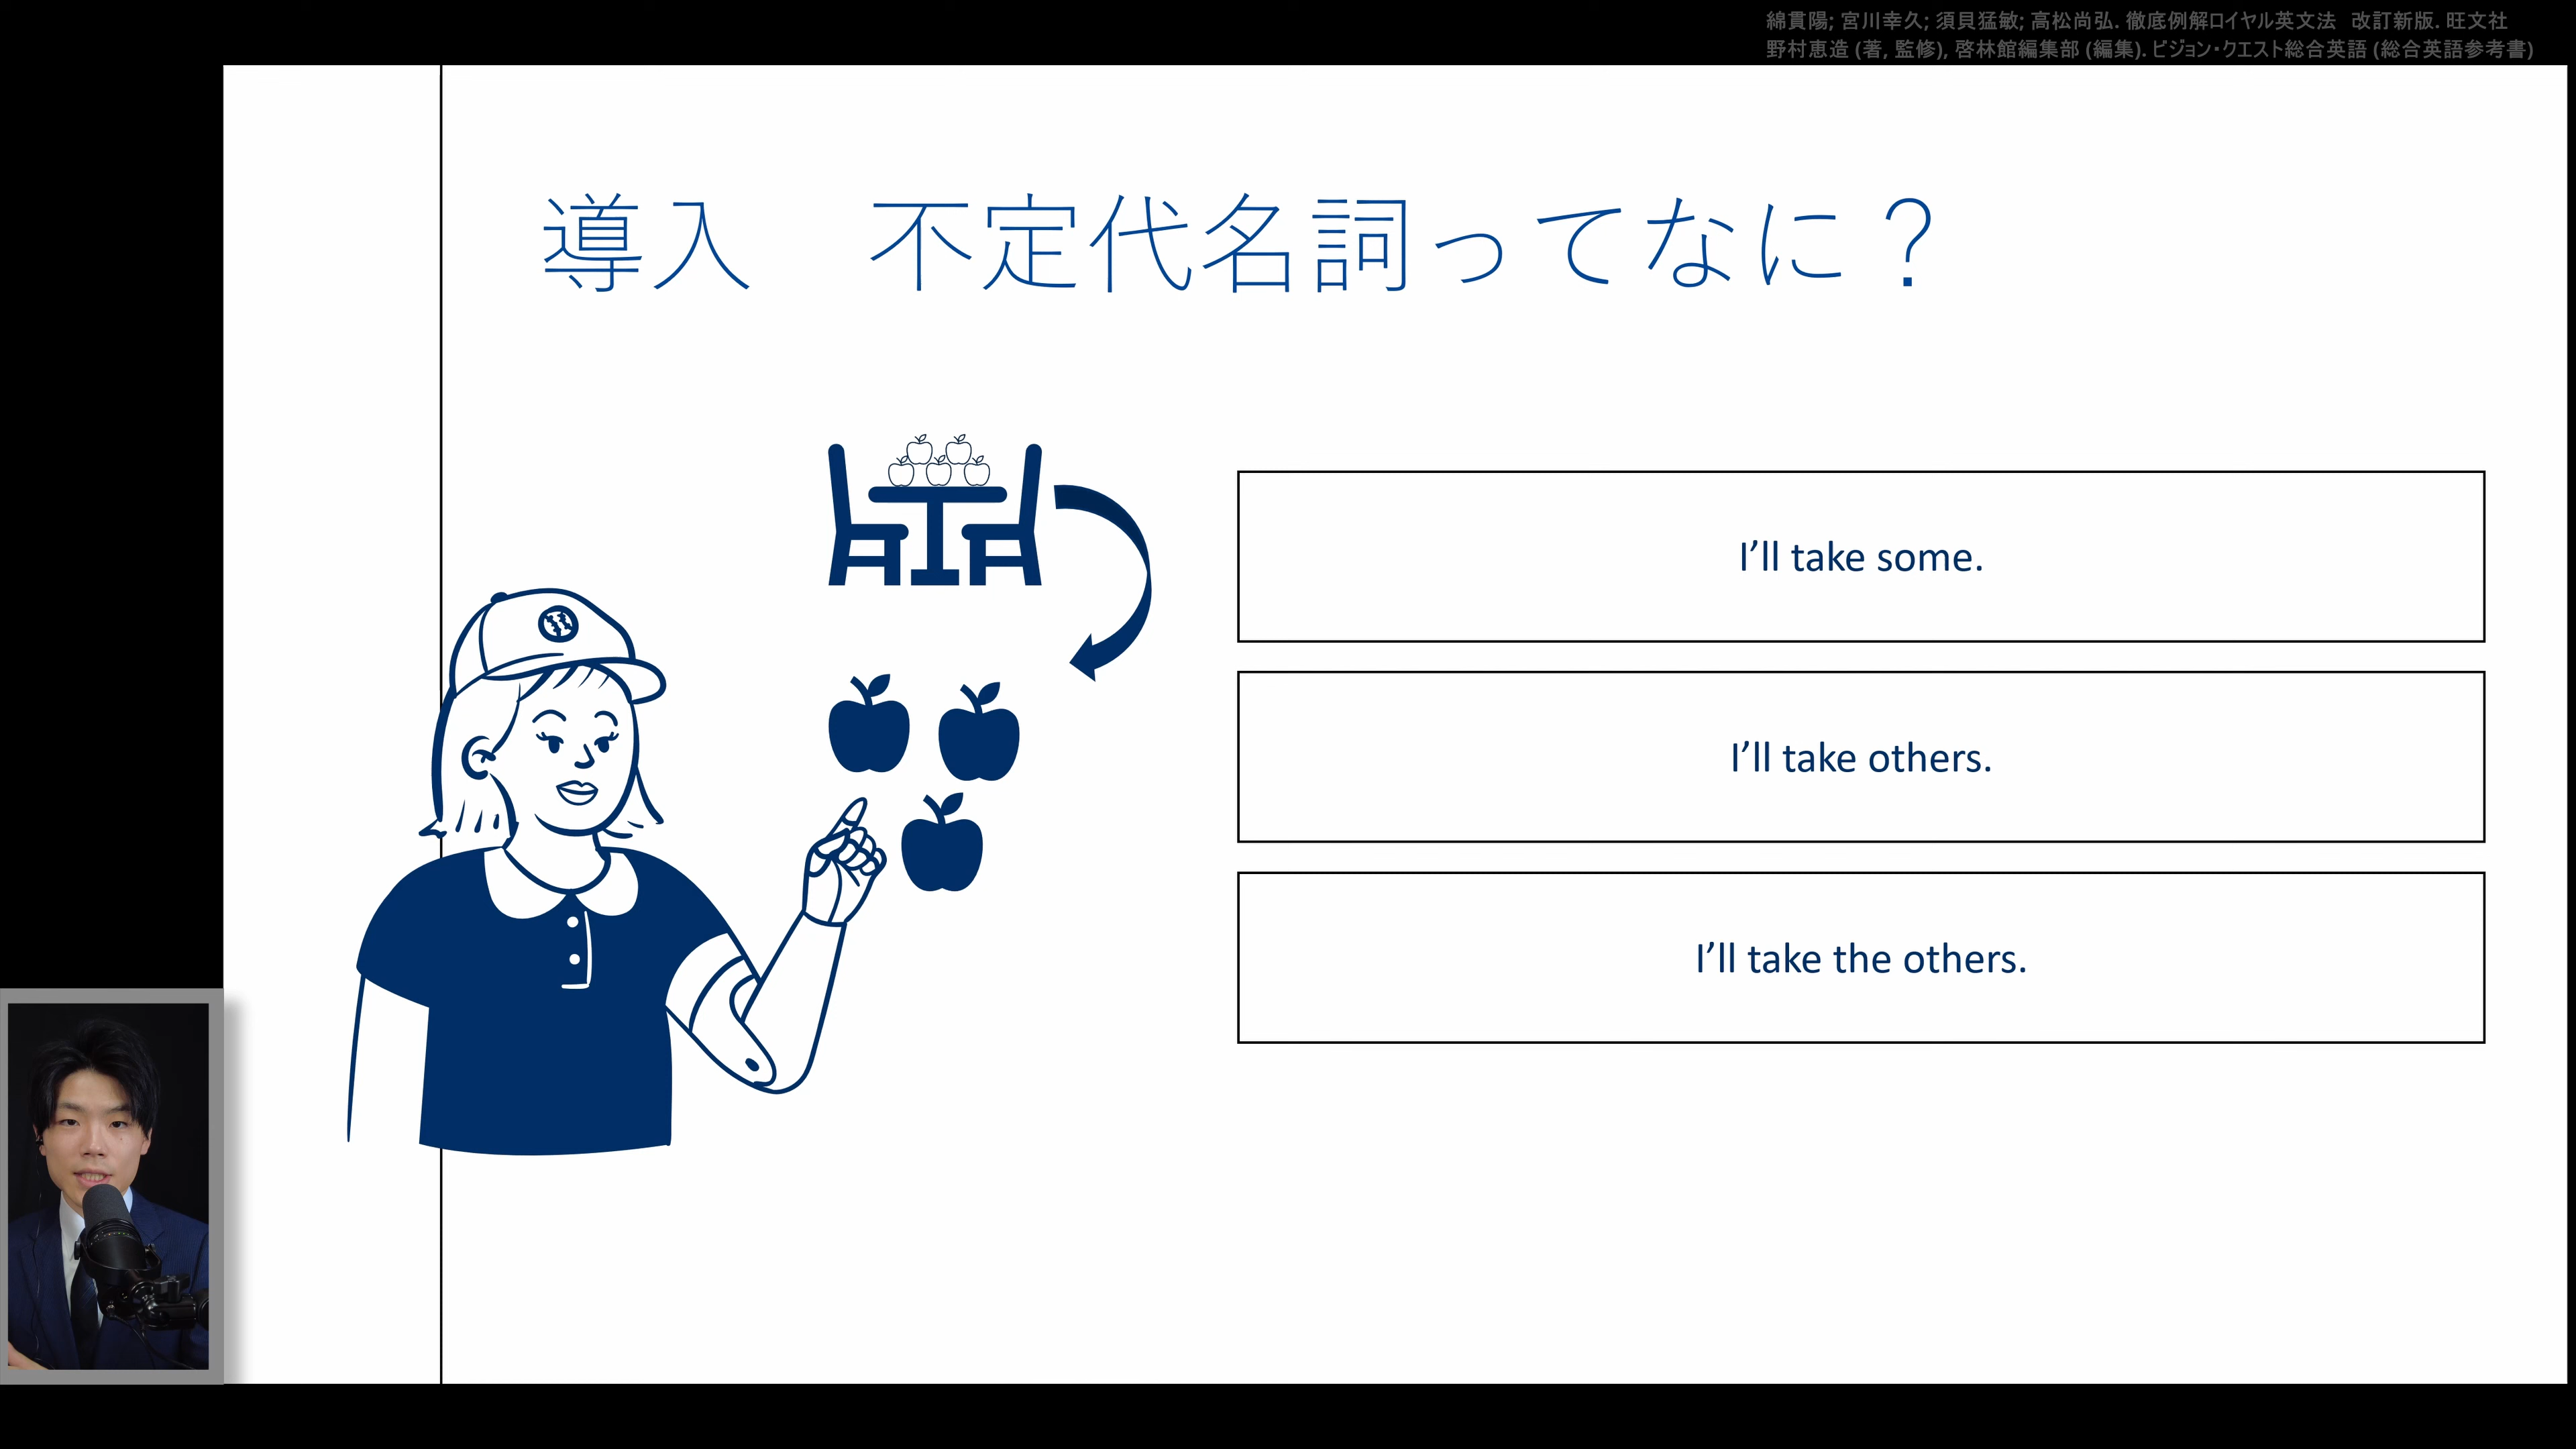 綿貫陽; 宮川幸久; 須貝猛敏; 高松尚弘. 徹底例解ロイヤル英文法　改訂新版. 旺文社
野村恵造 (著, 監修), 啓林館編集部 (編集). ビジョン・クエスト総合英語 (総合英語参考書)
導入　不定代名詞ってなに？
I’ll take some.
I’ll take others.
I’ll take the others.